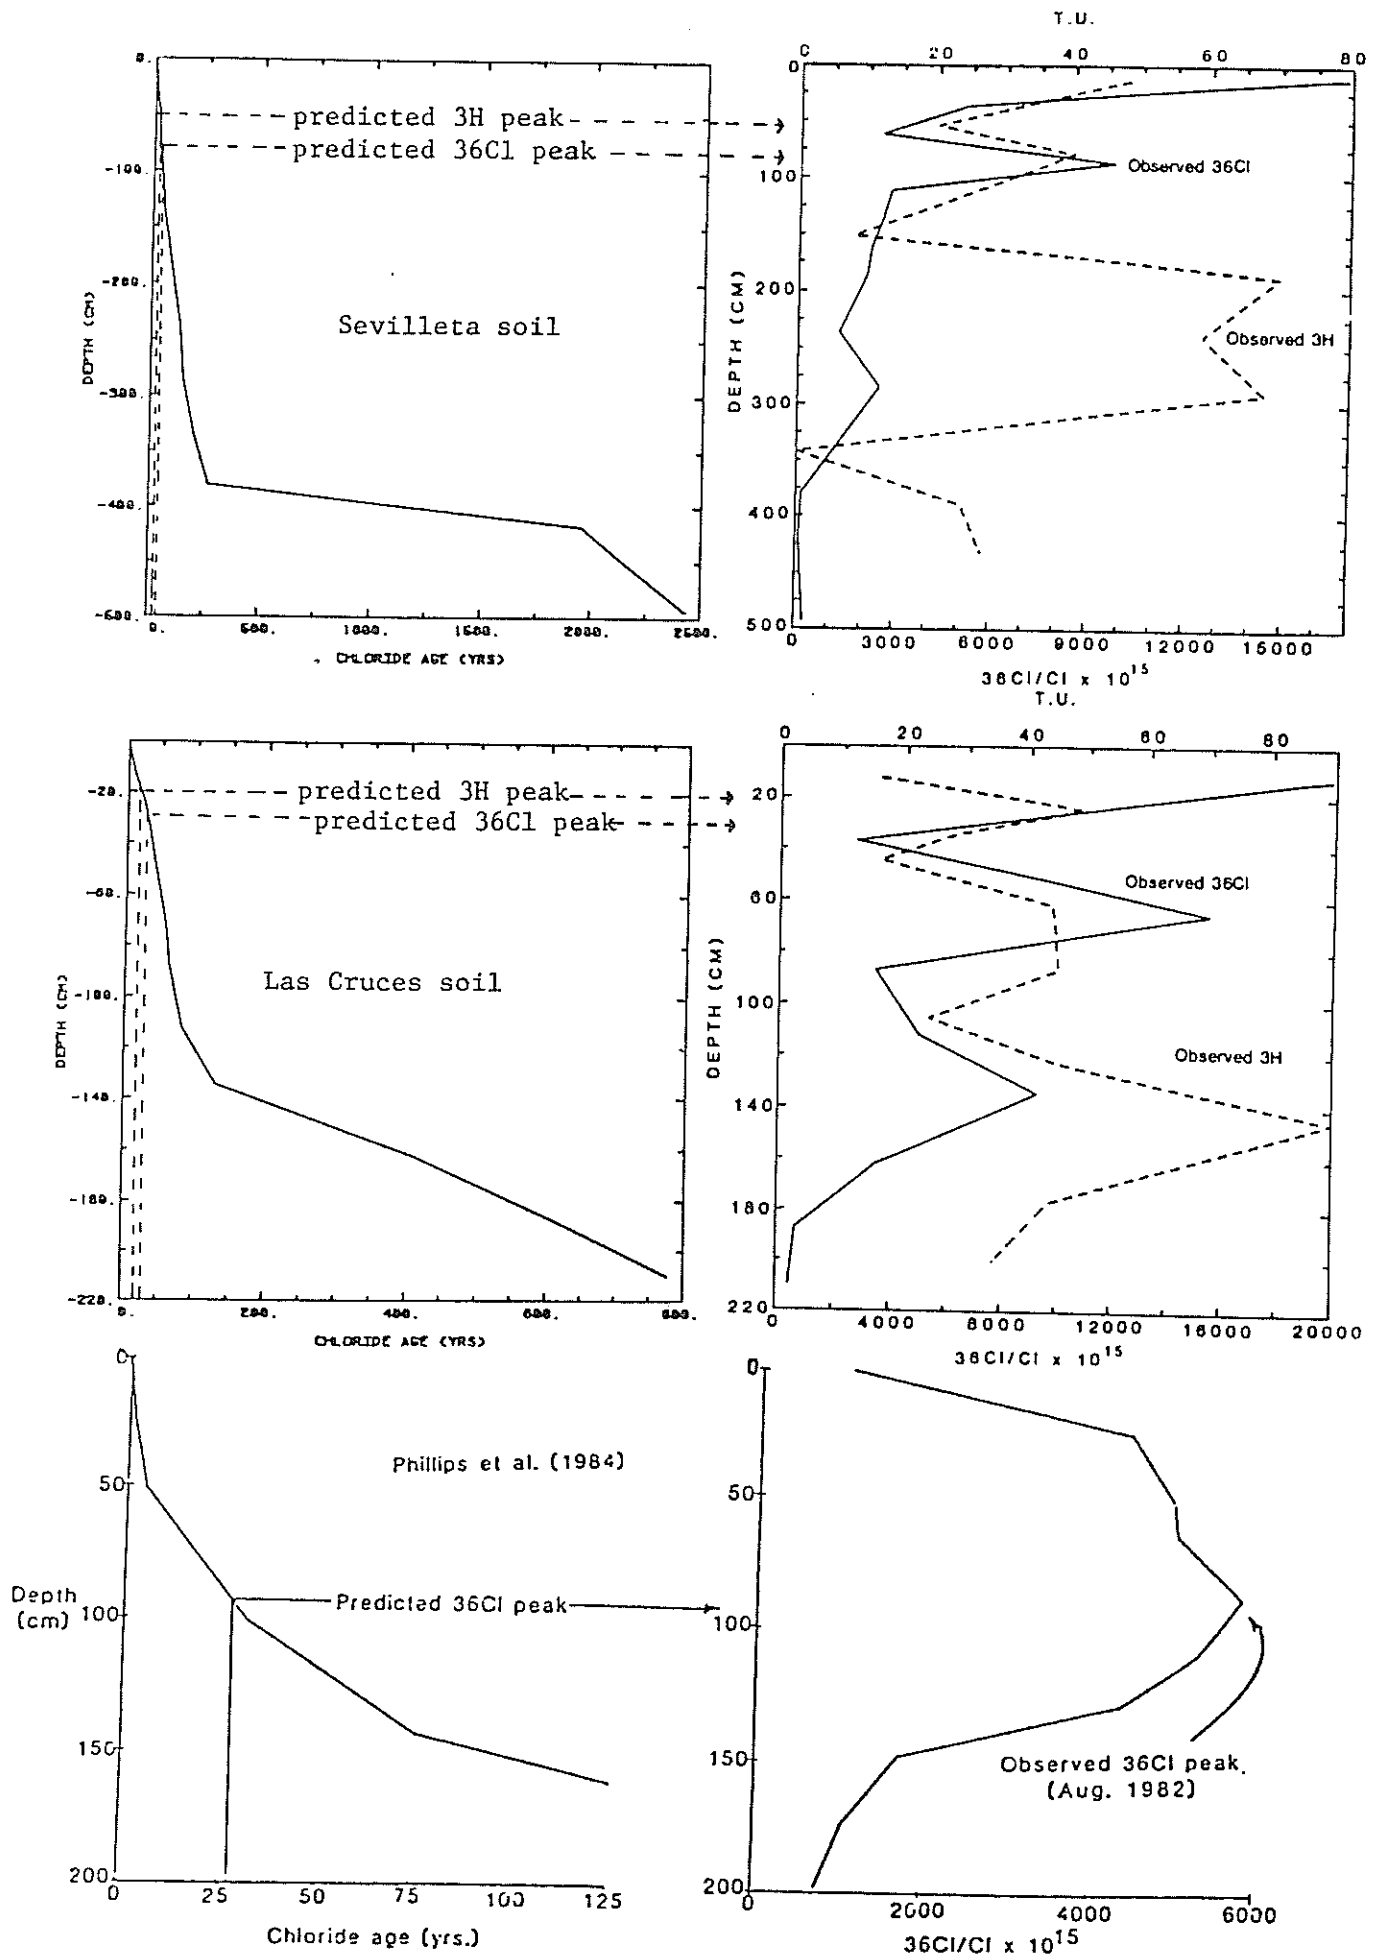 T.U.
0 20 40 60 80
0.
-100.
-200.
-300.
-400.
-500.
DEPTH (CM)
predicted 3H peak
predicted 36Cl peak
Sevilleta soil
0. 500. 1000. 1500. 2000. 2500.
CHLORIDE AGE (YRS)
0
100
200
300
400
500
DEPTH (CM)
Observed 36Cl
Observed 3H
0 3000 6000 9000 12000 15000
36Cl/Cl x 10¹⁵
T.U.
0 20 40 60 80
-20.
-60.
-100.
-140.
-180.
-220.
DEPTH (CM)
predicted 3H peak
predicted 36Cl peak
Las Cruces soil
0. 200. 400. 600. 800.
CHLORIDE AGE (YRS)
20
60
100
140
180
220
DEPTH (CM)
Observed 36Cl
Observed 3H
4000 8000 12000 16000 20000
36Cl/Cl x 10¹⁵
0
50
100
150
200
Depth
(cm)
Phillips et al. (1984)
Predicted 36Cl peak
0 25 50 75 100 125
Chloride age (yrs.)
0
50
100
150
200
Observed 36Cl peak.
(Aug. 1982)
0 2000 4000 6000
36Cl/Cl x 10¹⁵